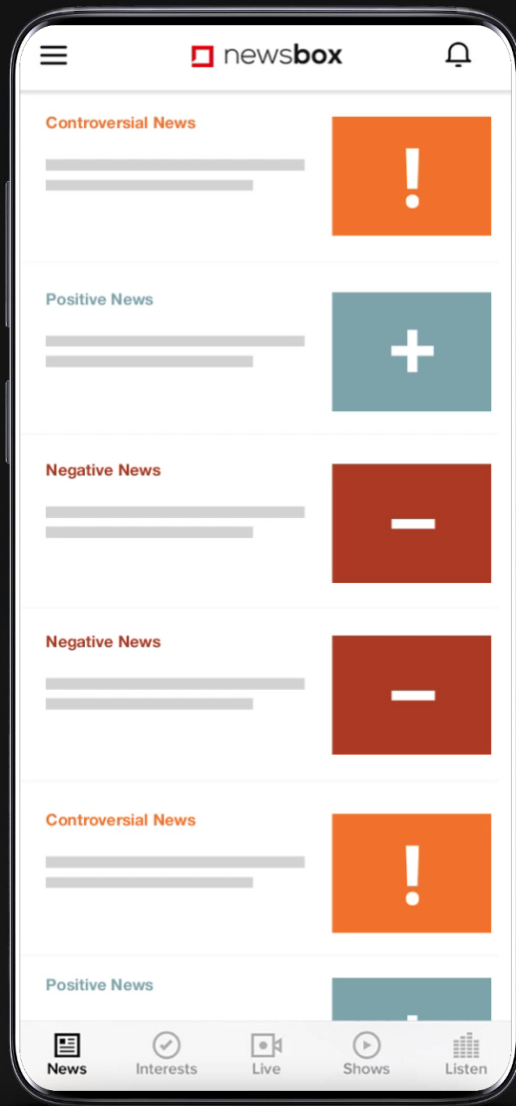 newsbox
Controversial News
!
Positive News
+
Negative News
−
Negative News
−
Controversial News
!
Positive News
News Interests Live Shows Listen